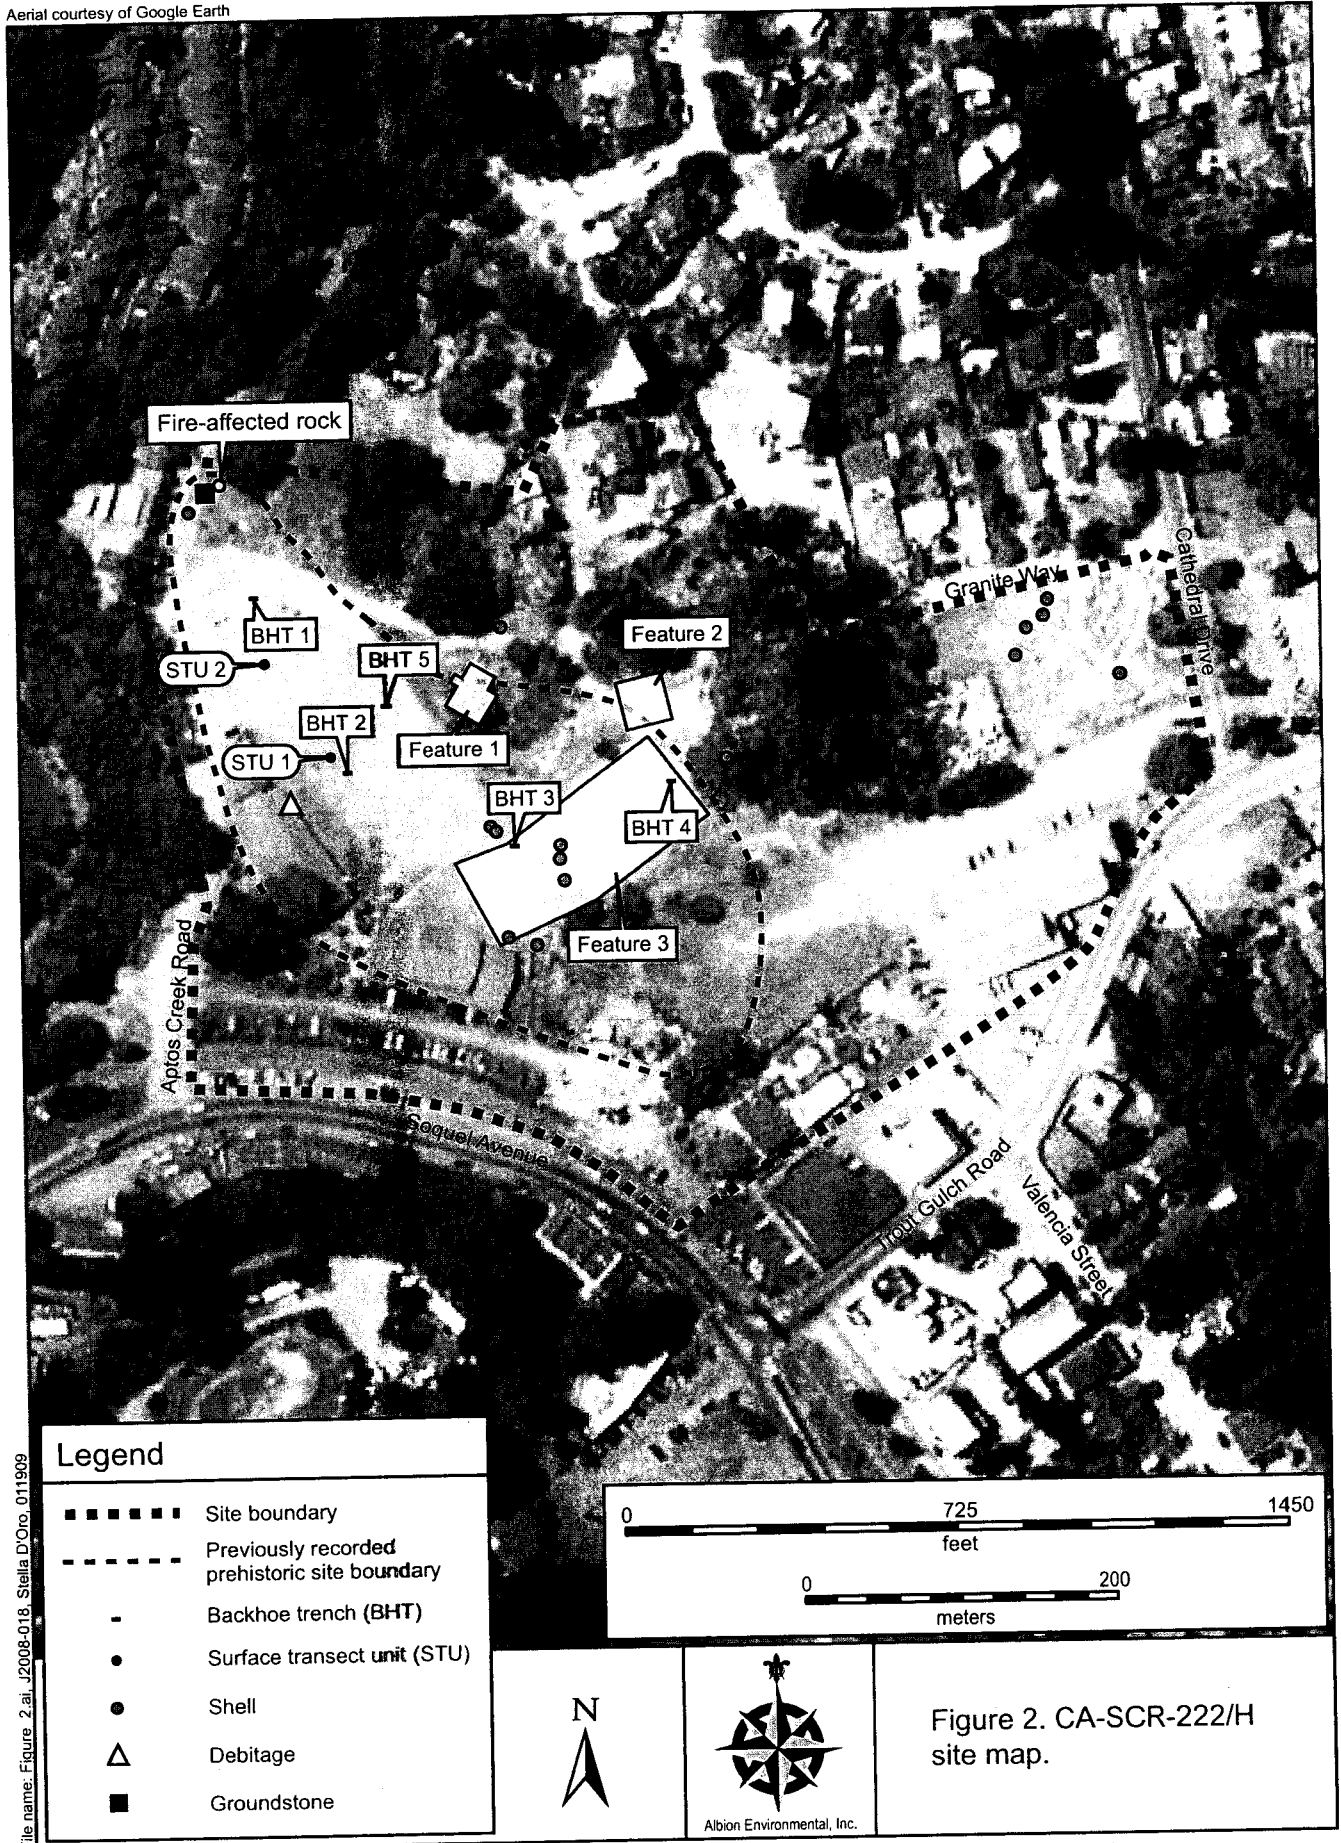 Aerial courtesy of Google Earth
Fire-affected rock
BHT 1
STU 2
BHT 5
Feature 2
BHT 2
Feature 1
STU 1
BHT 3
BHT 4
Feature 3
Granite Way
Cathedral Drive
Aptos Creek Road
Soquel Avenue
Trout Gulch Road
Valencia Street
Legend
Site boundary
Previously recorded
prehistoric site boundary
Backhoe trench (BHT)
Surface transect unit (STU)
Shell
Debitage
Groundstone
0 725 1450
feet
0 200
meters
N
Albion Environmental, Inc.
Figure 2. CA-SCR-222/H
site map.
ile name: Figure 2.ai, J2008-018, Stella D'Oro, 011909